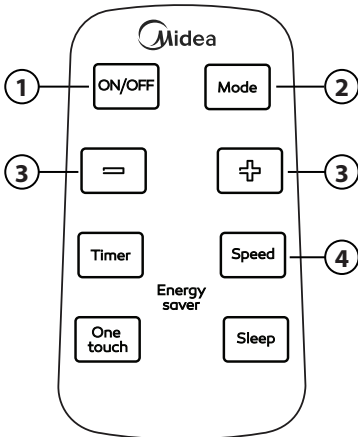 Midea
1 ON/OFF Mode 2
3 − + 3
Timer Speed 4
Energy
saver
One
touch
Sleep